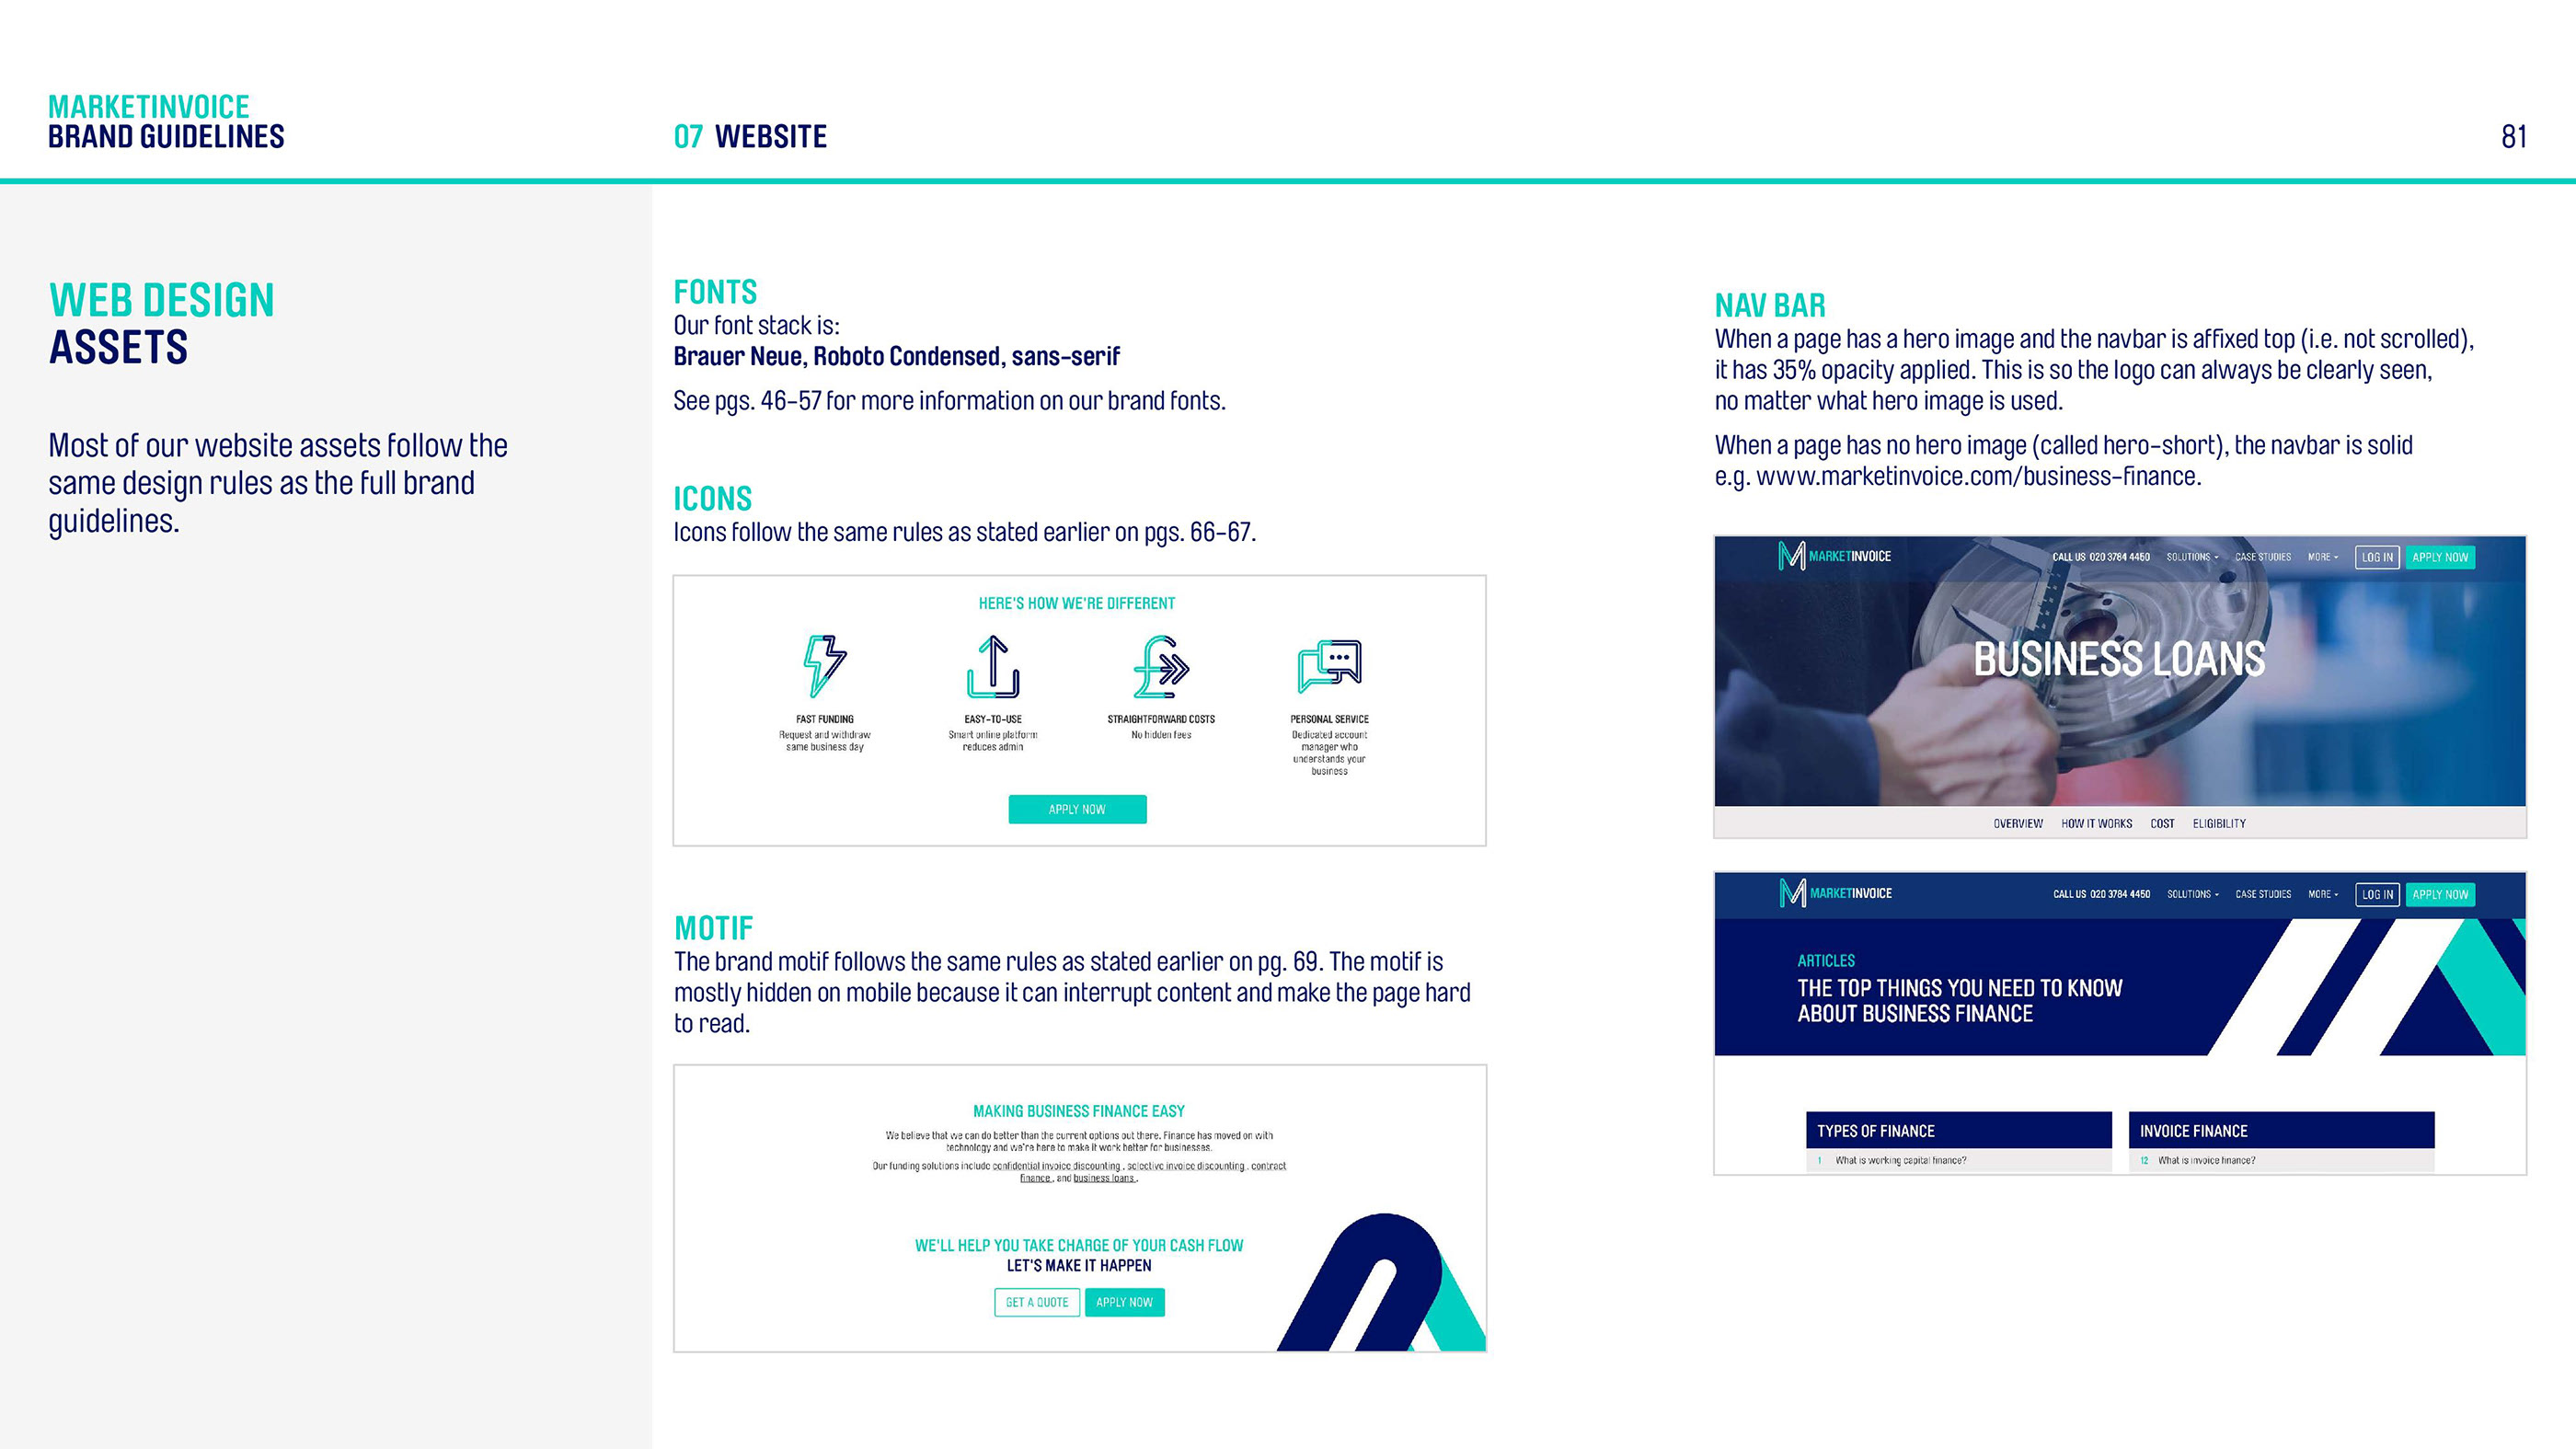 MARKETINVOICE
BRAND GUIDELINES
07 WEBSITE
81
WEB DESIGN
ASSETS
Most of our website assets follow the
same design rules as the full brand
guidelines.
FONTS
Our font stack is:
Brauer Neue, Roboto Condensed, sans-serif
See pgs. 46-57 for more information on our brand fonts.
ICONS
Icons follow the same rules as stated earlier on pgs. 66-67.
HERE'S HOW WE'RE DIFFERENT
FAST FUNDING
Request and withdraw
same business day
EASY-TO-USE
Smart online platform
reduces admin
STRAIGHTFORWARD COSTS
No hidden fees
PERSONAL SERVICE
Dedicated account
manager who
understands your
business
APPLY NOW
MOTIF
The brand motif follows the same rules as stated earlier on pg. 69. The motif is
mostly hidden on mobile because it can interrupt content and make the page hard
to read.
MAKING BUSINESS FINANCE EASY
We believe that we can do better than the current options out there. Finance has moved on with
technology and we're here to make it work better for businesses.
Our funding solutions include confidential invoice discounting , selective invoice discounting , contract
finance , and business loans .
WE'LL HELP YOU TAKE CHARGE OF YOUR CASH FLOW
LET'S MAKE IT HAPPEN
GET A QUOTE APPLY NOW
NAV BAR
When a page has a hero image and the navbar is affixed top (i.e. not scrolled),
it has 35% opacity applied. This is so the logo can always be clearly seen,
no matter what hero image is used.
When a page has no hero image (called hero-short), the navbar is solid
e.g. www.marketinvoice.com/business-finance.
MARKETINVOICE CALL US 020 3784 4450 SOLUTIONS CASE STUDIES MORE LOG IN APPLY NOW
BUSINESS LOANS
OVERVIEW HOW IT WORKS COST ELIGIBILITY
MARKETINVOICE CALL US 020 3784 4450 SOLUTIONS CASE STUDIES MORE LOG IN APPLY NOW
ARTICLES
THE TOP THINGS YOU NEED TO KNOW
ABOUT BUSINESS FINANCE
TYPES OF FINANCE
1 What is working capital finance?
INVOICE FINANCE
12 What is invoice finance?